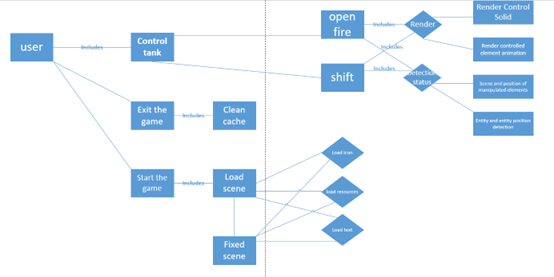 user
Includes
Control
tank
open
fire
Includes
Render
Render Control
Solid
Includes
Render controlled
element animation
shift
Includes
Detection
status
Scene and position
of manipulated elements
Entity and entity position
detection
Exit the
game
Includes
Clean
cache
Start the
game
Includes
Load
scene
Load icon
load resources
Load text
Fixed
scene